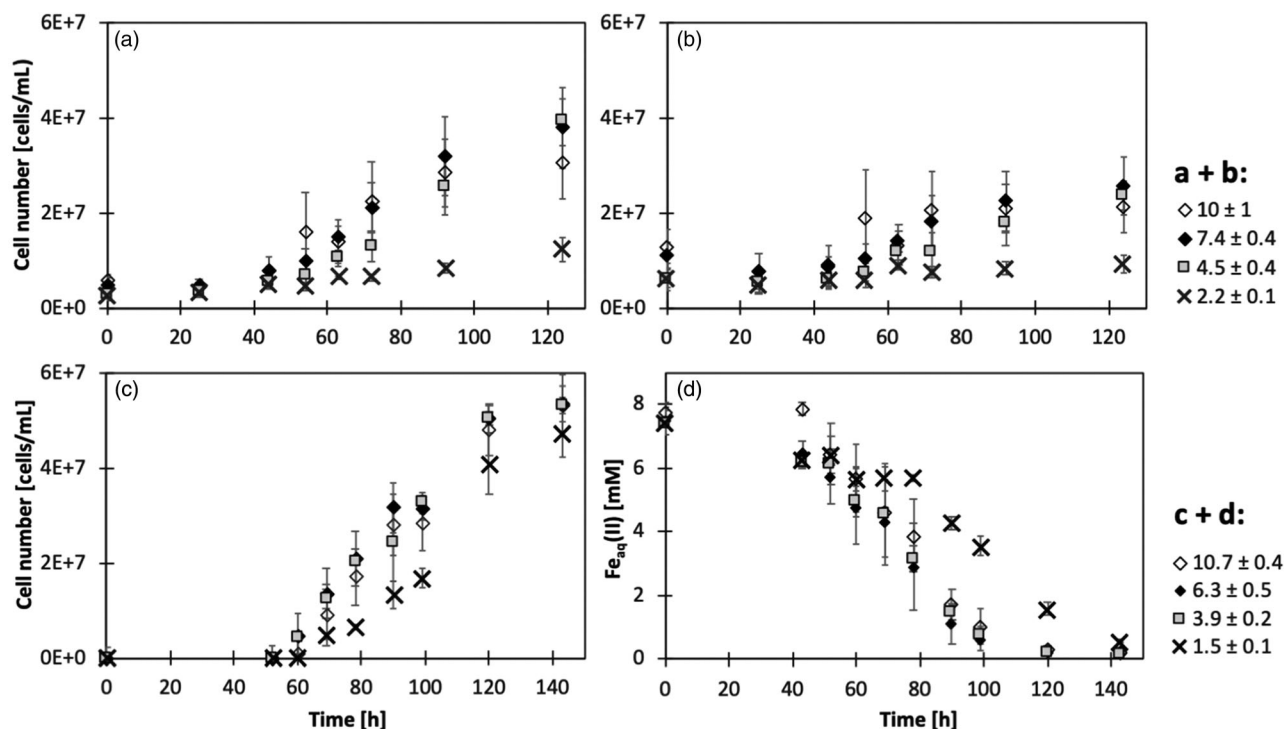 (a)
Cell number [cells/mL]
6E+7
4E+7
2E+7
0E+0
0 20 40 60 80 100 120
(b)
6E+7
4E+7
2E+7
0E+0
0 20 40 60 80 100 120
a + b:
10 ± 1
7.4 ± 0.4
4.5 ± 0.4
2.2 ± 0.1
(c)
Cell number [cells/mL]
6E+7
4E+7
2E+7
0E+0
0 20 40 60 80 100 120 140
Time [h]
(d)
Feaq(II) [mM]
8
6
4
2
0
0 20 40 60 80 100 120 140
Time [h]
c + d:
10.7 ± 0.4
6.3 ± 0.5
3.9 ± 0.2
1.5 ± 0.1